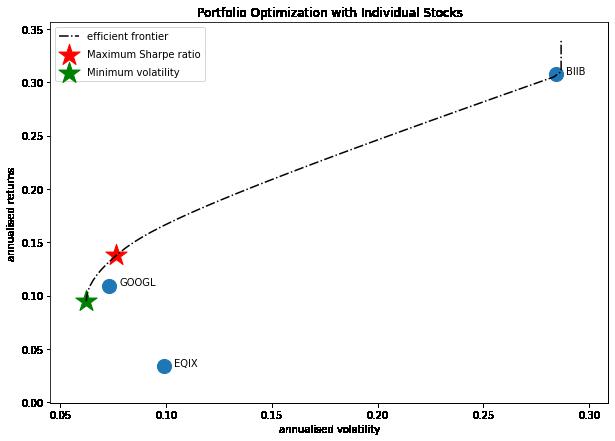 Portfolio Optimization with Individual Stocks
0.35
efficient frontier
Maximum Sharpe ratio
Minimum volatility
0.30
BIIB
0.25
0.20
annualised returns
0.15
GOOGL
0.10
0.05
EQIX
0.00
0.05 0.10 0.15 0.20 0.25 0.30
annualised volatility